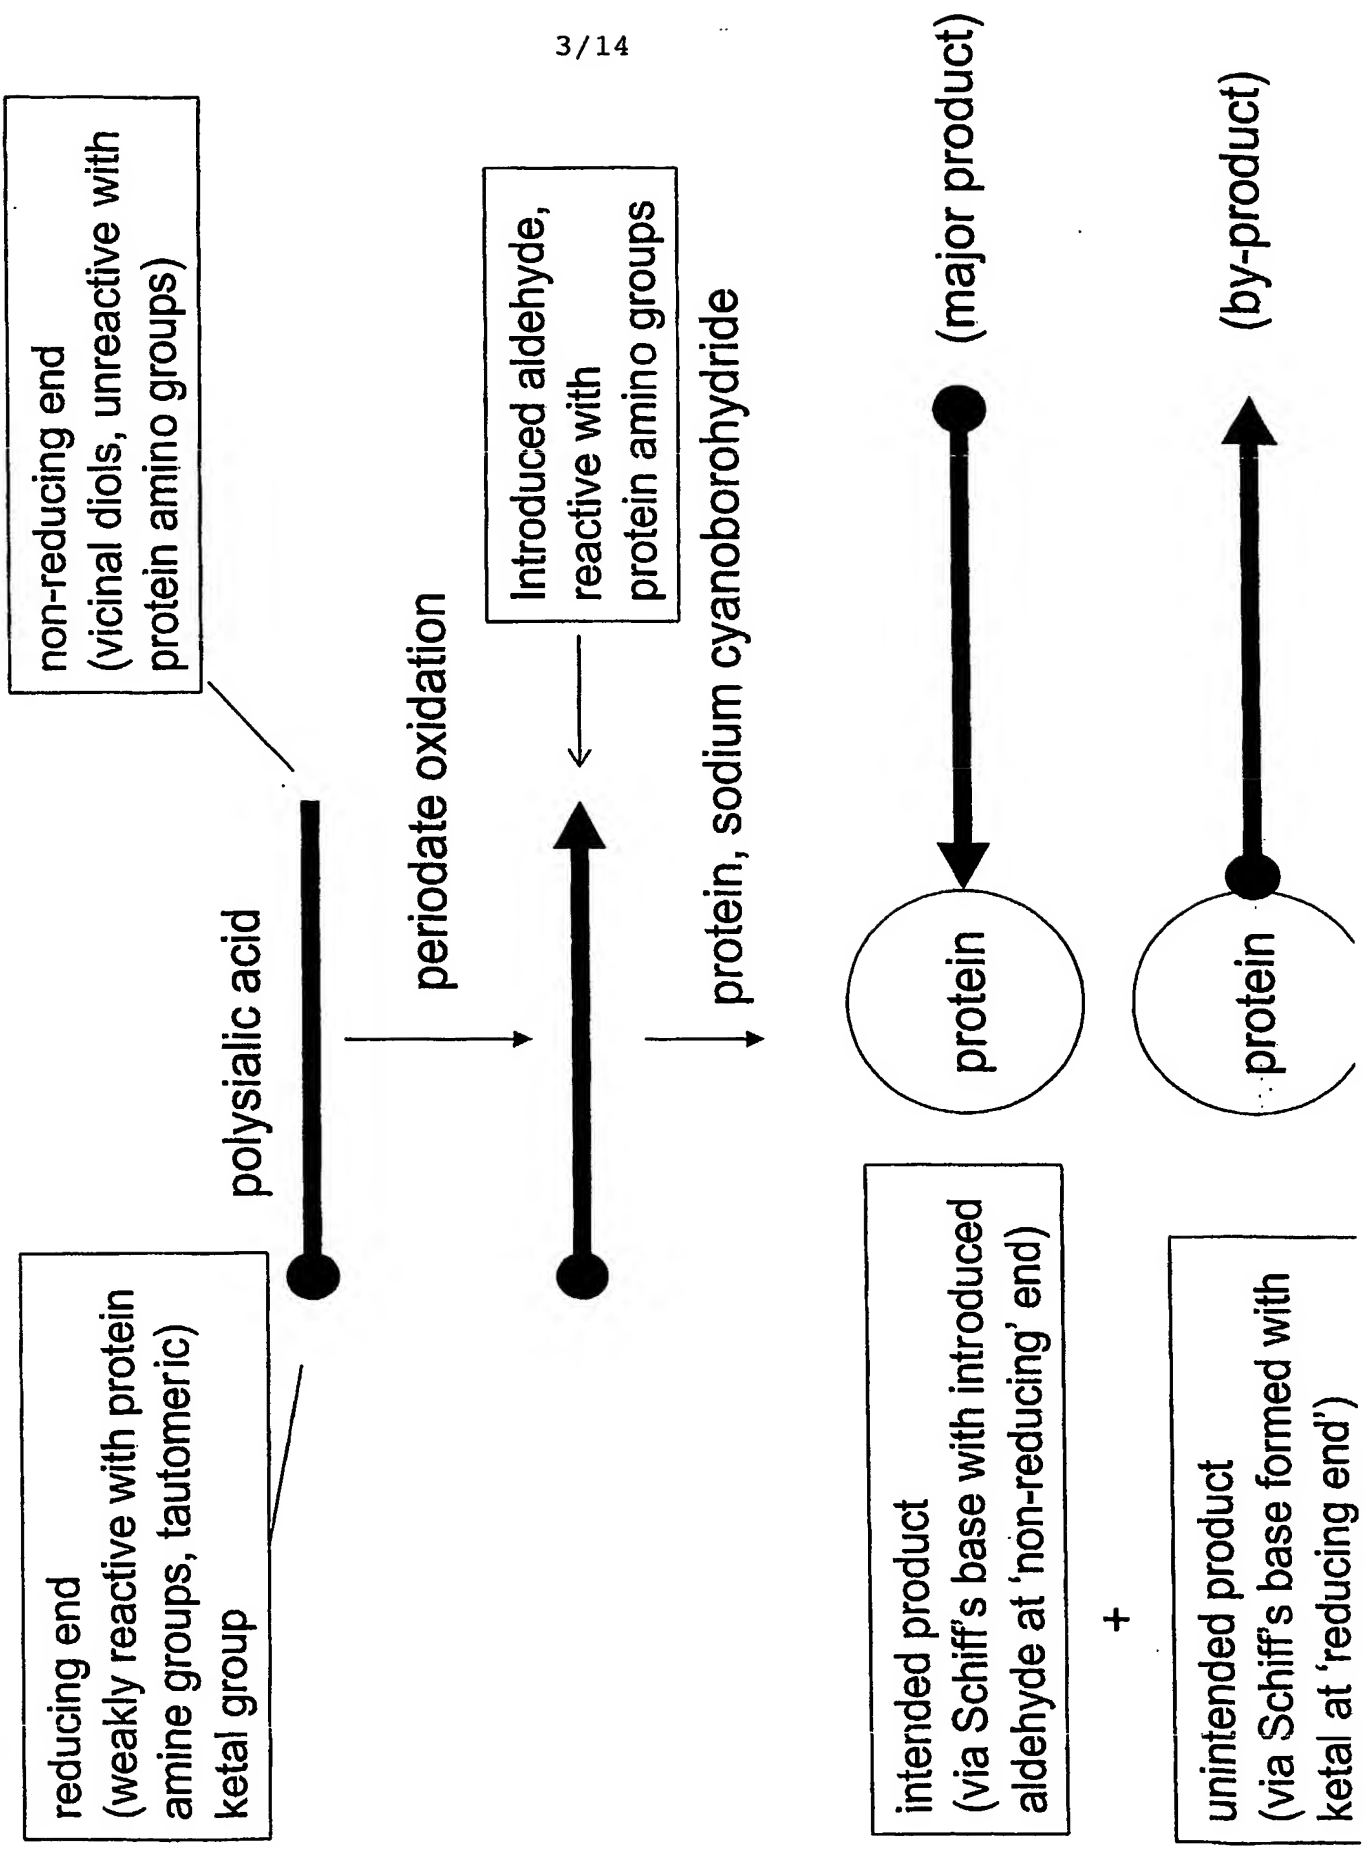 3/14
reducing end
(weakly reactive with protein
amine groups, tautomeric)
ketal group
non-reducing end
(vicinal diols, unreactive with
protein amino groups)
polysialic acid
periodate oxidation
Introduced aldehyde,
reactive with
protein amino groups
protein, sodium cyanoborohydride
intended product
(via Schiff's base with introduced
aldehyde at 'non-reducing' end)
protein
(major product)
+
unintended product
(via Schiff's base formed with
ketal at 'reducing end')
protein
(by-product)